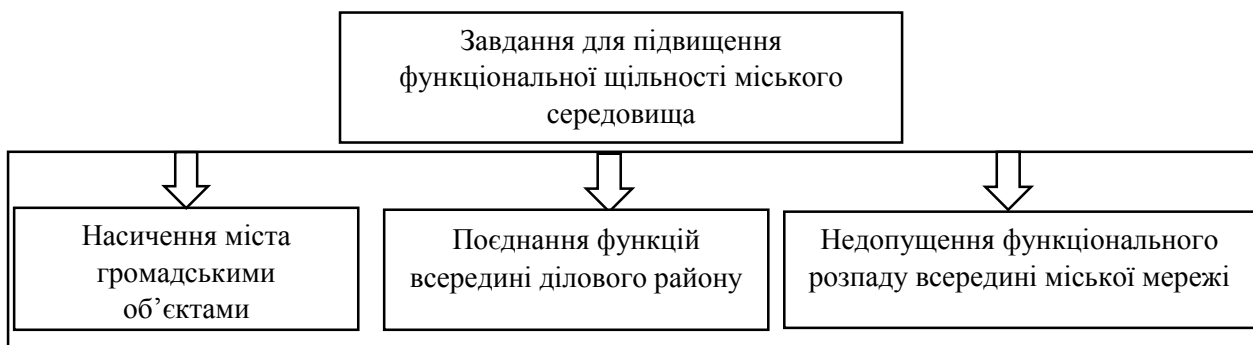 Завдання для підвищення
функціональної щільності міського
середовища
Насичення міста
громадськими
об’єктами
Поєднання функцій
всередині ділового району
Недопущення функціонального
розпаду всередині міської мережі